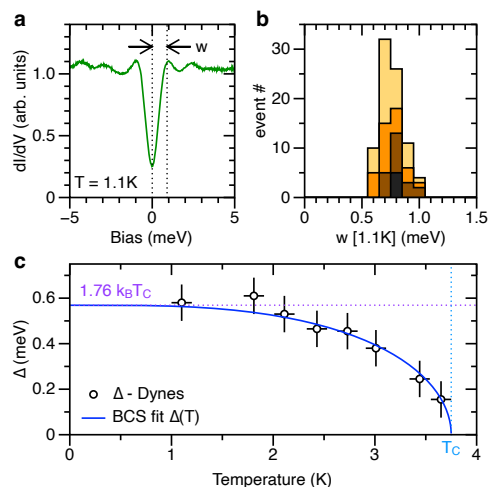 a
w
1.0
0.5
0.0
dI/dV (arb. units)
T = 1.1K
−5
0
5
Bias (meV)
b
30
20
10
0
event #
0
0.5
1.0
1.5
w [1.1K] (meV)
c
1.76 kBTC
0.6
0.4
0.2
0
Δ (meV)
Δ - Dynes
BCS fit Δ(T)
TC
0
1
2
3
4
Temperature (K)